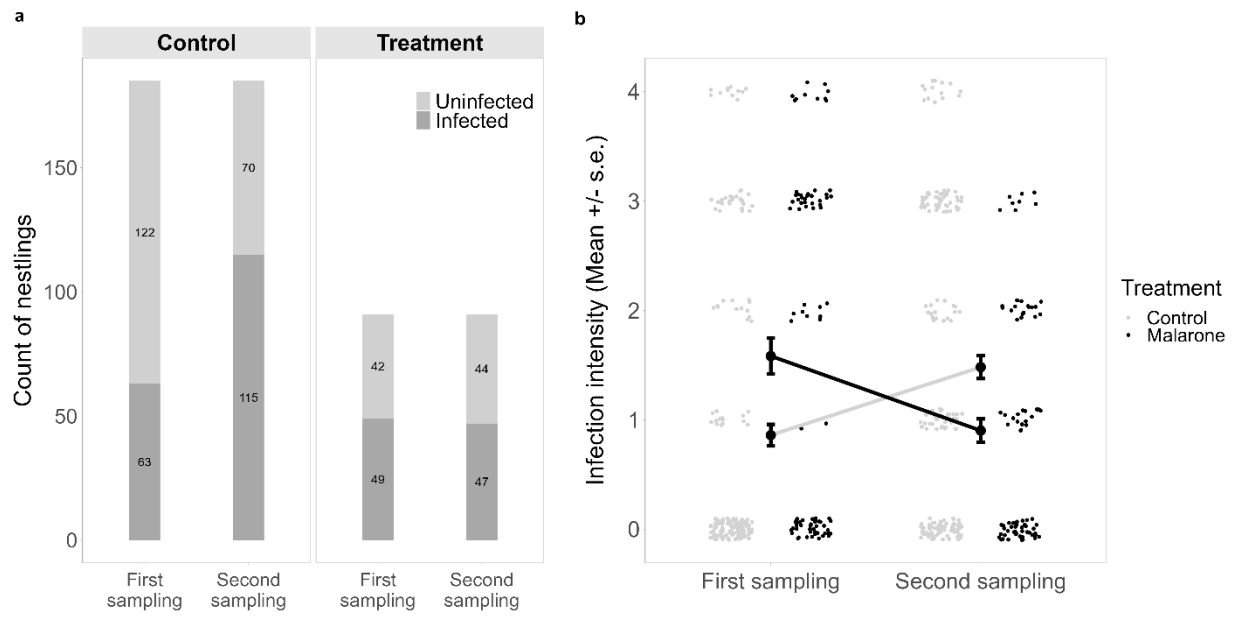 a
Control
Treatment
Uninfected
Infected
Count of nestlings
150
100
50
0
122
63
70
115
42
49
44
47
First
sampling
Second
sampling
First
sampling
Second
sampling
b
Infection intensity (Mean +/- s.e.)
4
3
2
1
0
First sampling
Second sampling
Treatment
Control
Malarone